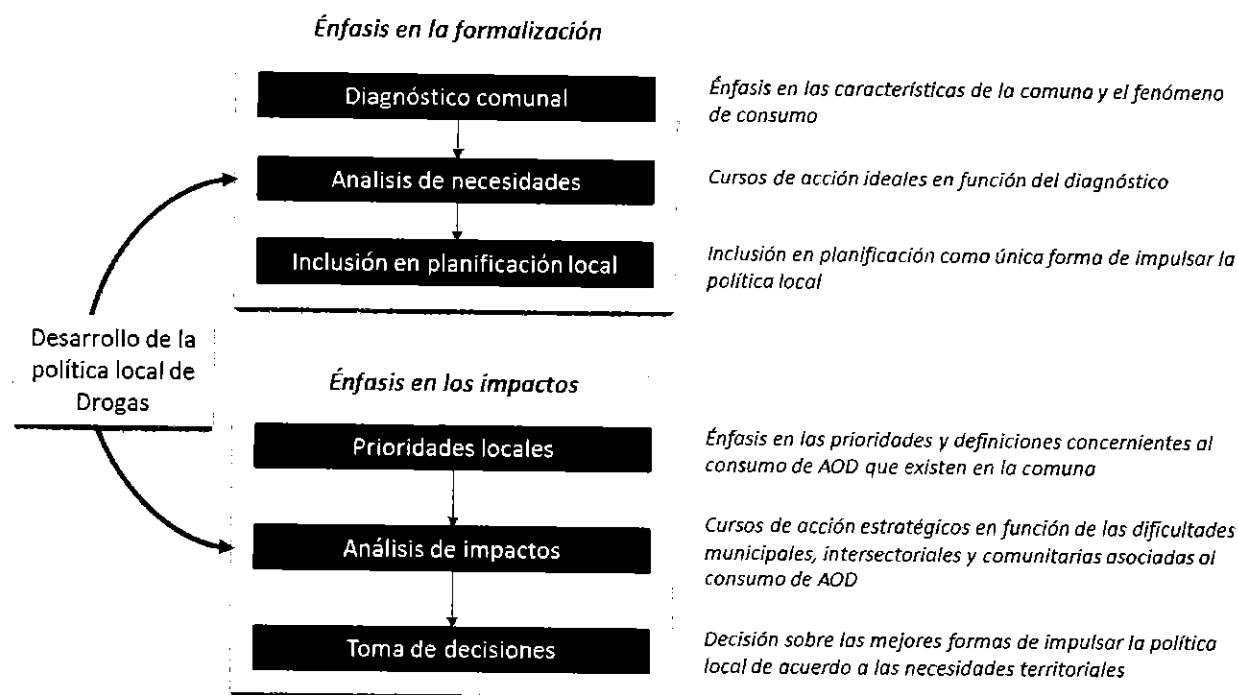 Énfasis en la formalización
Diagnóstico comunal
Énfasis en las características de la comuna y el fenómeno
de consumo
Analisis de necesidades
Cursos de acción ideales en función del diagnóstico
Inclusión en planificación local
Inclusión en planificación como única forma de impulsar la
política local
Desarrollo de la
política local de
Drogas
Énfasis en los impactos
Prioridades locales
Énfasis en las prioridades y definiciones concernientes al
consumo de AOD que existen en la comuna
Análisis de impactos
Cursos de acción estratégicos en función de las dificultades
municipales, intersectoriales y comunitarias asociadas al
consumo de AOD
Toma de decisiones
Decisión sobre las mejores formas de impulsar la política
local de acuerdo a las necesidades territoriales